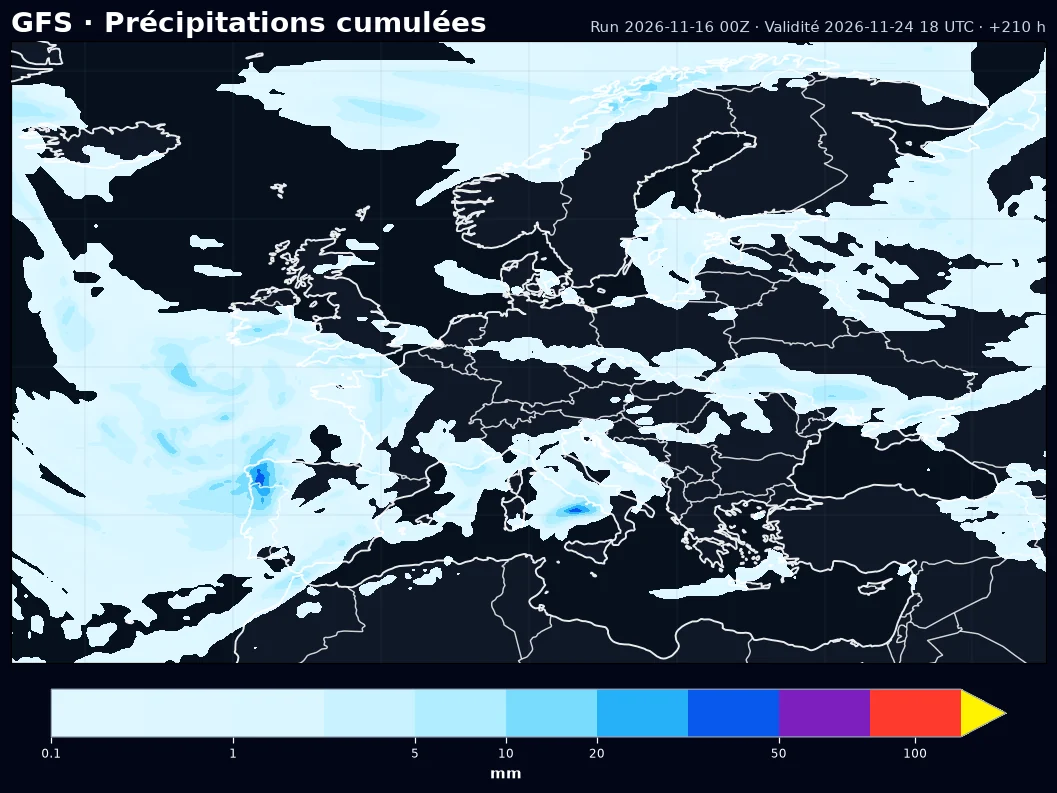 GFS · Précipitations cumulées
Run 2026-11-16 00Z · Validité 2026-11-24 18 UTC · +210 h
0.1 1 5 10 20 50 100
mm